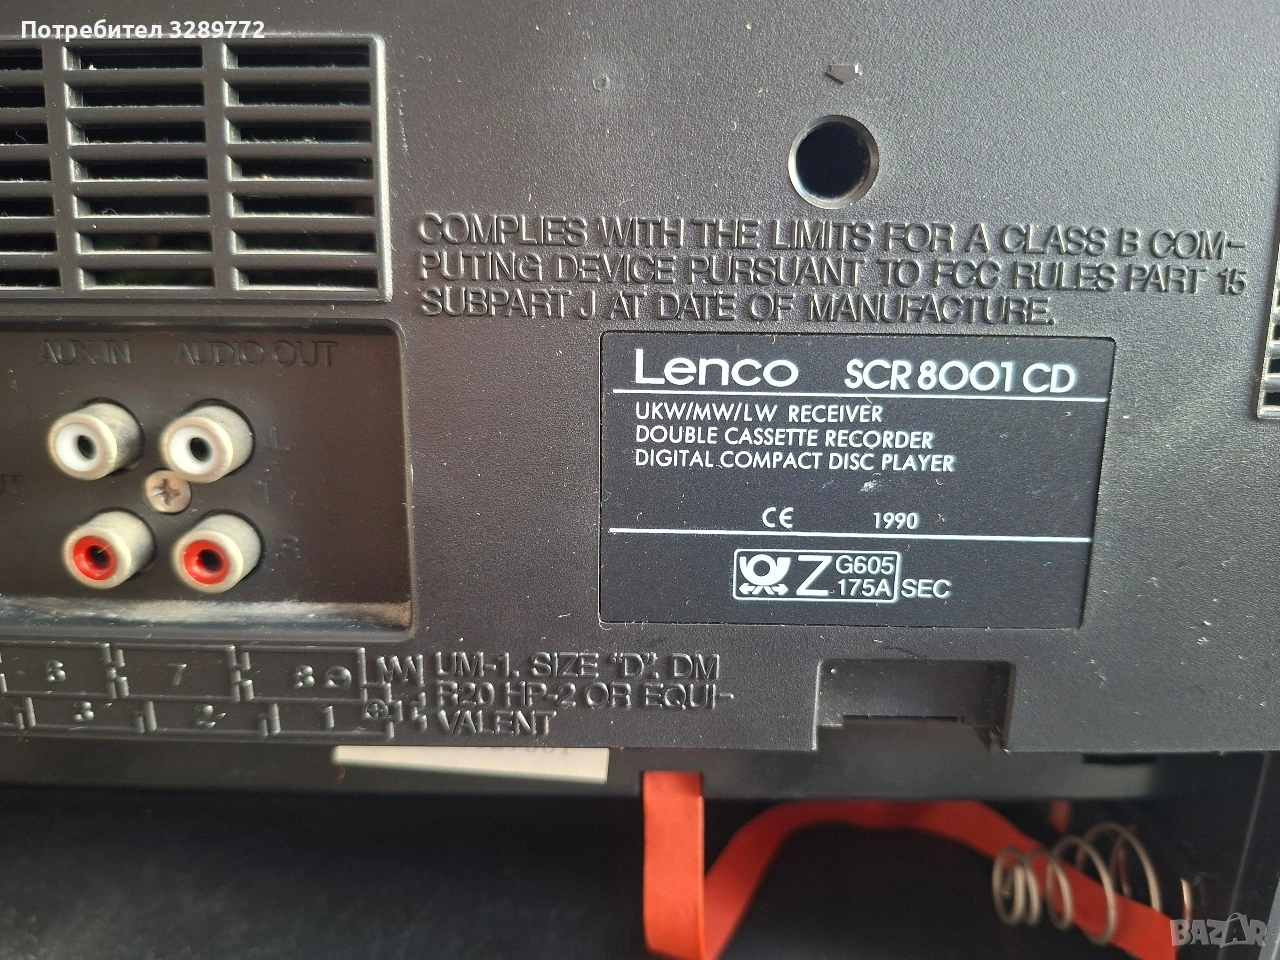 Потребител 3289772
COMPLIES WITH THE LIMITS FOR A CLASS B COM-
PUTING DEVICE PURSUANT TO FCC RULES PART 15
SUBPART J AT DATE OF MANUFACTURE.
AUX-IN AUDIO OUT
L
R
Lenco SCR 8001 CD
UKW/MW/LW RECEIVER
DOUBLE CASSETTE RECORDER
DIGITAL COMPACT DISC PLAYER
CE 1990
Z G605
175A SEC
6 7 8
3 2 1
UM-1. SIZE "D". DM
R20 HP-2 OR EQUI-
VALENT
BAZAR